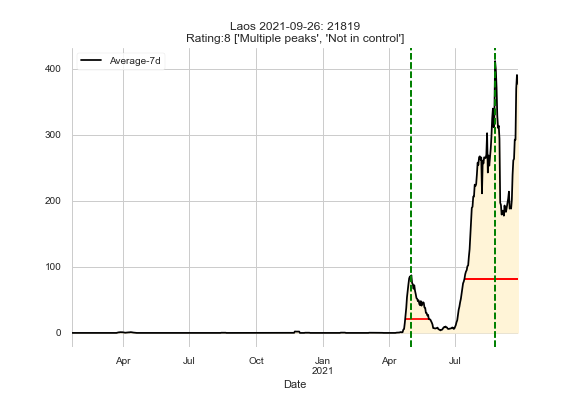 Laos 2021-09-26: 21819
Rating:8 ['Multiple peaks', 'Not in control']
Average-7d
400
300
200
100
0
Apr
Jul
Oct
Jan
2021
Apr
Jul
Date